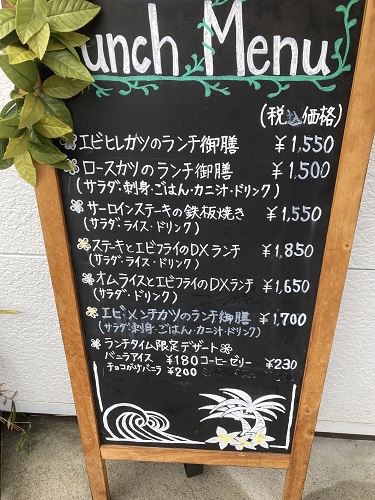 Lunch Menu
(税込価格)
エビヒレカツのランチ御膳 ¥1,550
ロースカツのランチ御膳 ¥1,500
(サラダ・刺身・ごはん・カニ汁・ドリンク)
サーロインステーキの鉄板焼き ¥1,550
(サラダ・ライス・ドリンク)
ステーキとエビフライのDXランチ ¥1,850
(サラダ・ライス・ドリンク)
オムライスとエビフライのDXランチ ¥1,650
(サラダ・ドリンク)
エビ・メンチカツのランチ御膳 ¥1,700
(サラダ・刺身・ごはん・カニ汁・ドリンク)
ランチタイム限定デザート
バニラアイス ¥180 コーヒーゼリー ¥230
チョコがけバニラ ¥200